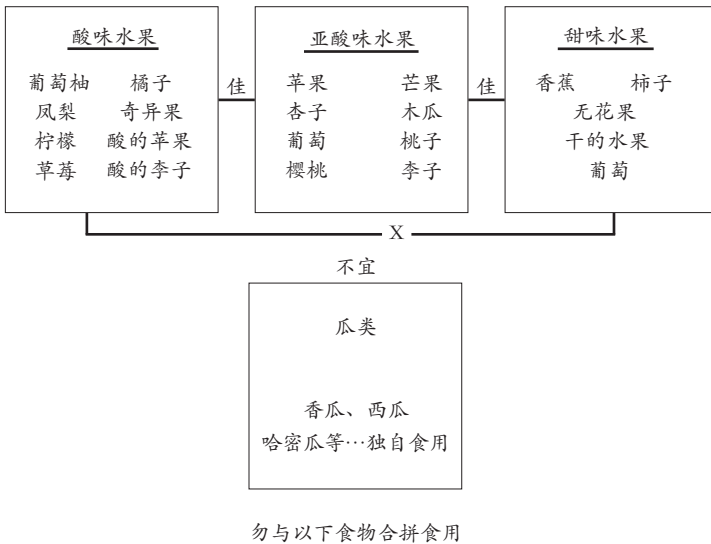 酸味水果
葡萄柚 橘子
凤梨 奇异果
柠檬 酸的苹果
草莓 酸的李子
佳
亚酸味水果
苹果 芒果
杏子 木瓜
葡萄 桃子
樱桃 李子
佳
甜味水果
香蕉 柿子
无花果
干的水果
葡萄
X
不宜
瓜类
香瓜、西瓜
哈密瓜等…独自食用
勿与以下食物合拼食用